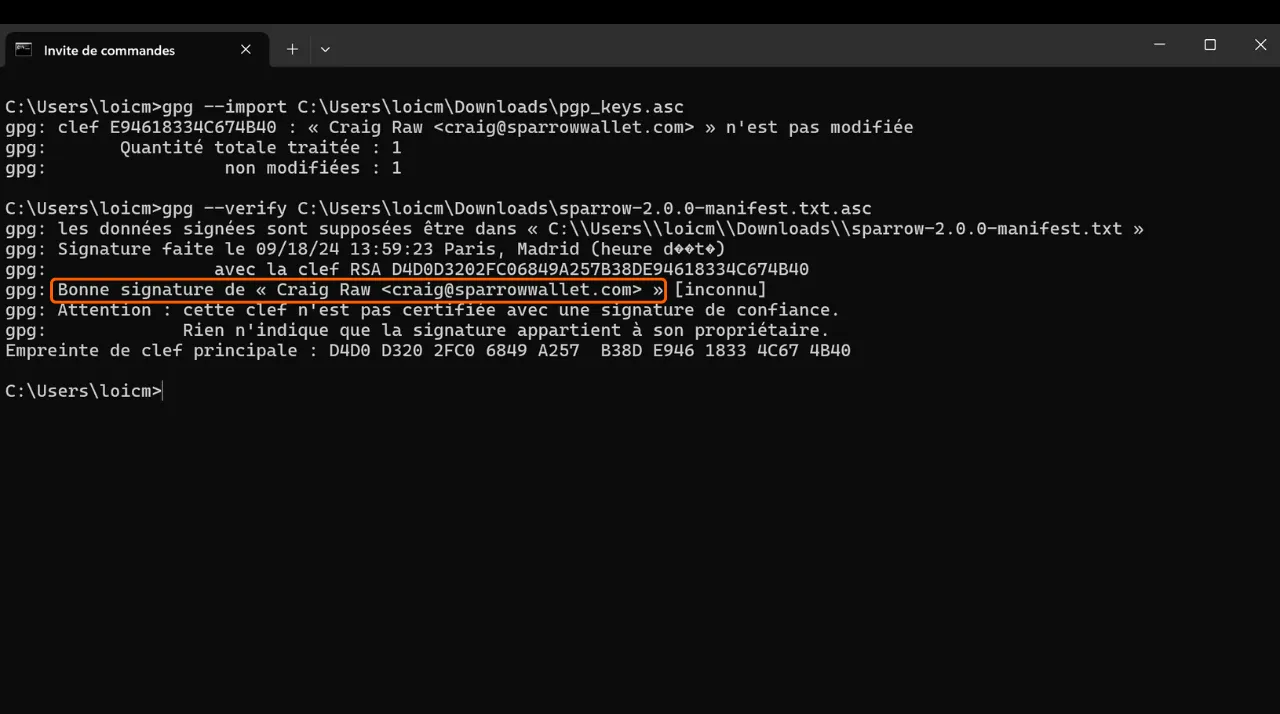 Invite de commandes
C:\Users\loicm>gpg --import C:\Users\loicm\Downloads\pgp_keys.asc
gpg: clef E94618334C674B40 : « Craig Raw <craig@sparrowwallet.com> » n'est pas modifiée
gpg:       Quantité totale traitée : 1
gpg:                 non modifiées : 1
C:\Users\loicm>gpg --verify C:\Users\loicm\Downloads\sparrow-2.0.0-manifest.txt.asc
gpg: les données signées sont supposées être dans « C:\\Users\\loicm\\Downloads\\sparrow-2.0.0-manifest.txt »
gpg: Signature faite le 09/18/24 13:59:23 Paris, Madrid (heure d��t�)
gpg:                avec la clef RSA D4D0D3202FC06849A257B38DE94618334C674B40
gpg: Bonne signature de « Craig Raw <craig@sparrowwallet.com> » [inconnu]
gpg: Attention : cette clef n'est pas certifiée avec une signature de confiance.
gpg:             Rien n'indique que la signature appartient à son propriétaire.
Empreinte de clef principale : D4D0 D320 2FC0 6849 A257  B38D E946 1833 4C67 4B40
C:\Users\loicm>